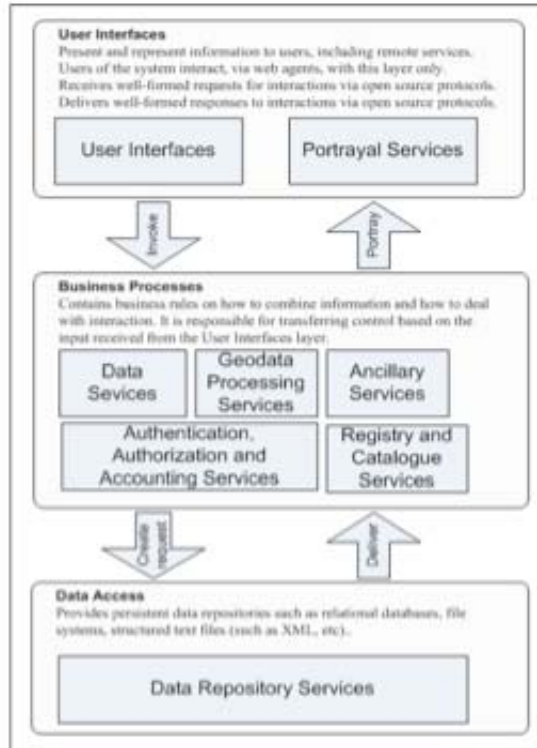 User Interfaces
Present and represent information to users, including remote services.
Users of the system interact, via web agents, with this layer only.
Receives well-formed requests for interactions via open source protocols.
Delivers well-formed responses to interactions via open source protocols.
User Interfaces
Portrayal Services
Invoke
Portray
Business Processes
Contains business rules on how to combine information and how to deal
with interaction. It is responsible for transferring control based on the
input received from the User Interfaces layer.
Data
Sevices
Geodata
Processing
Services
Ancillary
Services
Authentication,
Authorization and
Accounting Services
Registry and
Catalogue
Services
Create
request
Deliver
Data Access
Provides persistent data repositories such as relational databases, file
systems, structured text files (such as XML, etc)..
Data Repository Services